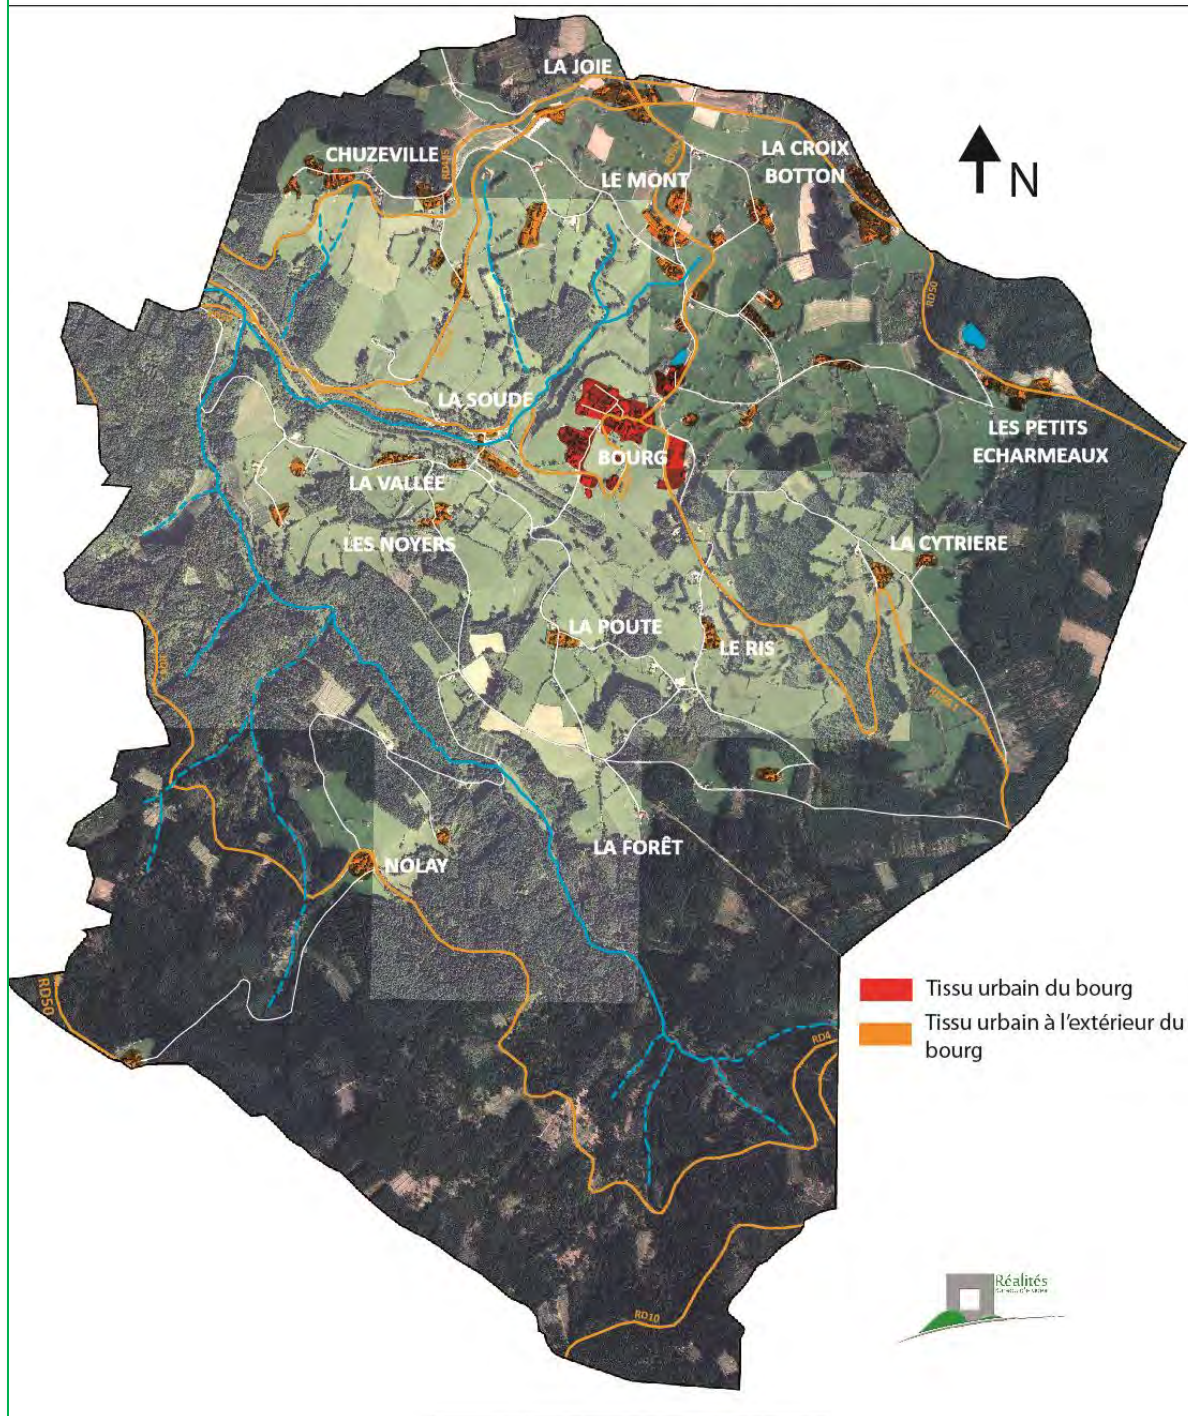 LA JOIE
CHUZEVILLE
LE MONT
LA CROIX
BOTTON
N
RD50
LA SOUDE
BOURG
LES PETITS
ECHARMEAUX
LA VALLÉE
LES NOYERS
LA CYTRIERE
LA POUTE
LE RIS
LA FORÊT
NOLAY
RD50
Tissu urbain du bourg
Tissu urbain à l'extérieur du
bourg
RD4
RD10
Réalités